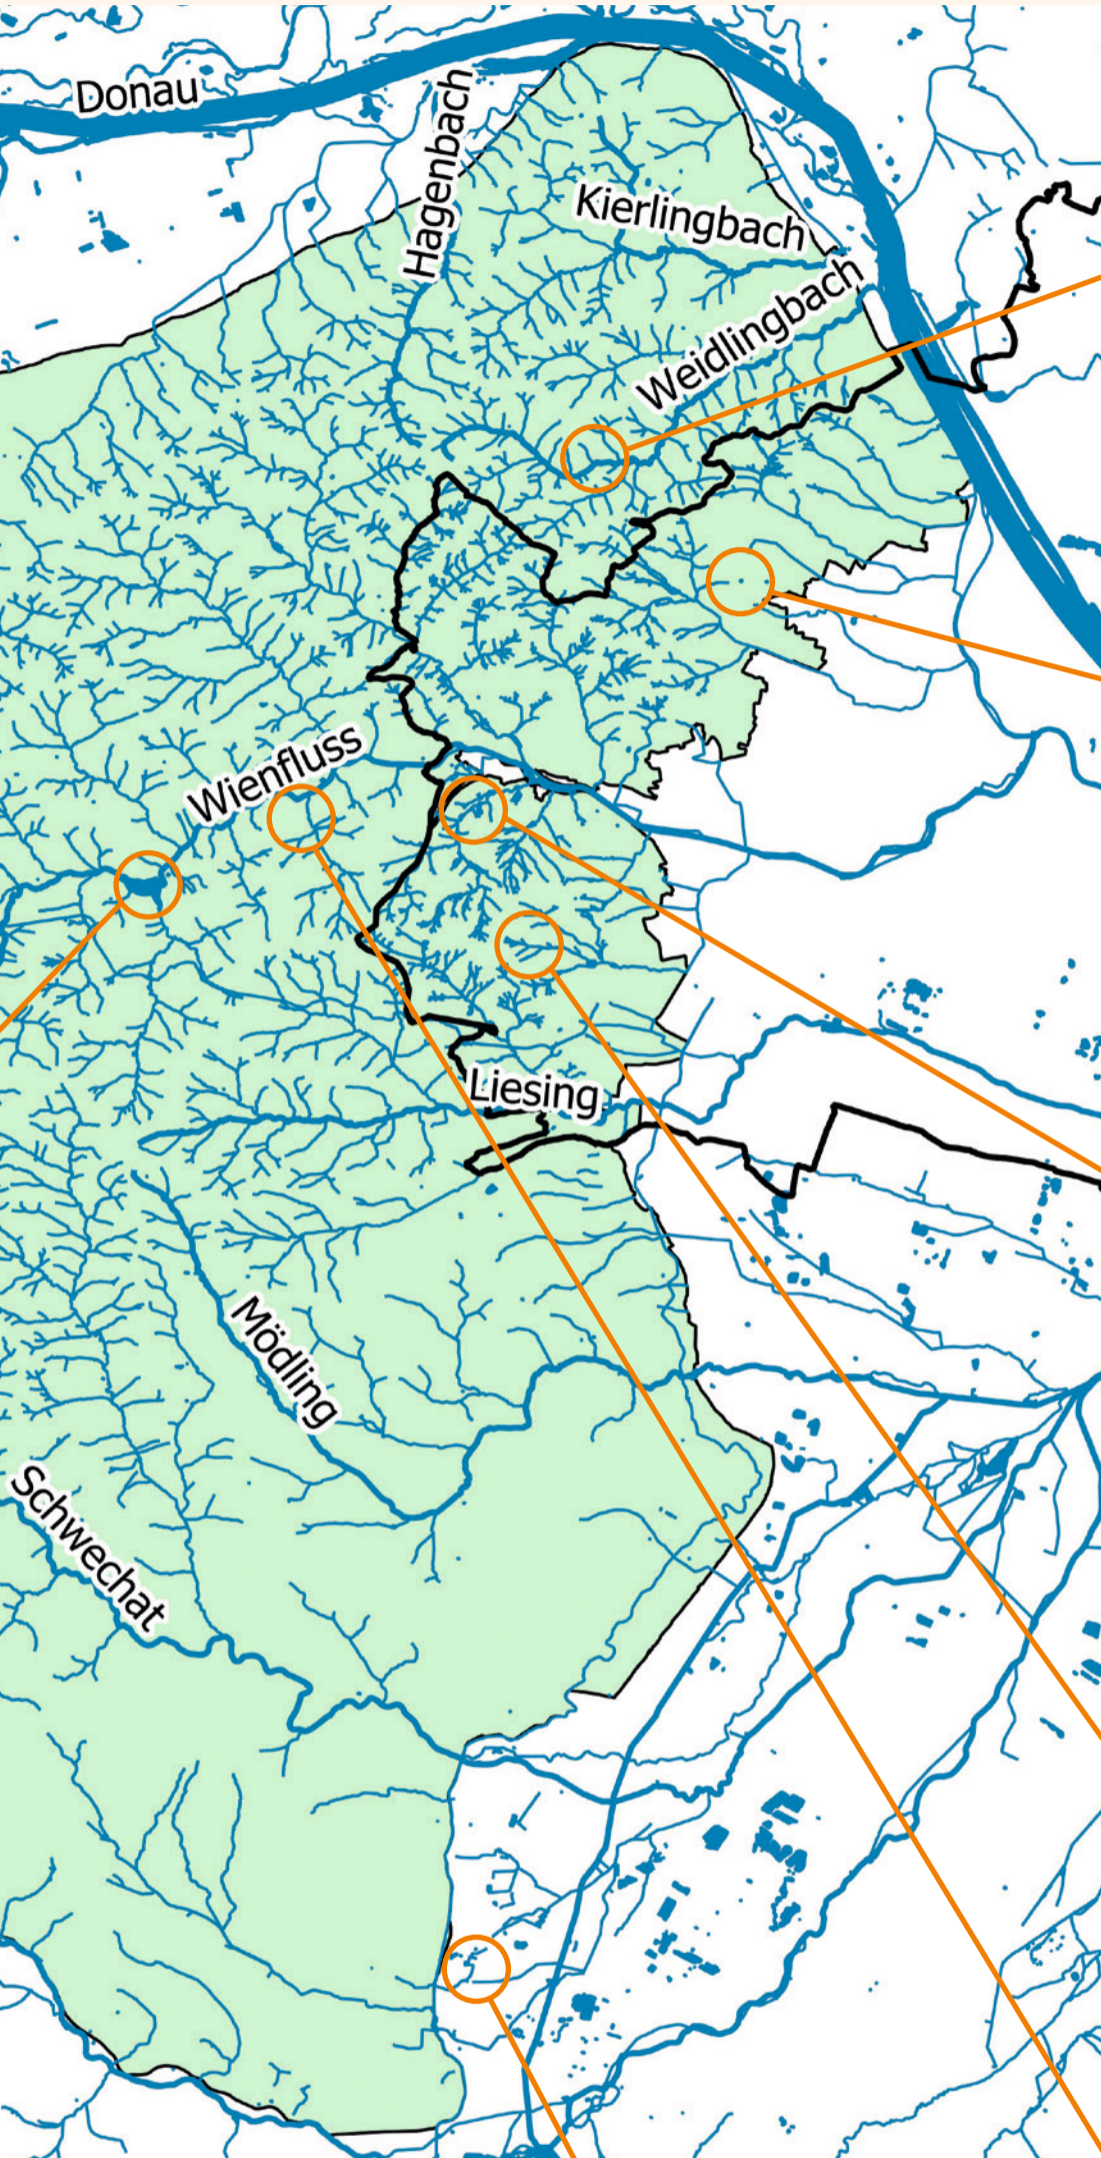 Donau
Hagenbach
Kierlingbach
Weidlingbach
Wienfluss
Liesing
Mödling
Schwechat